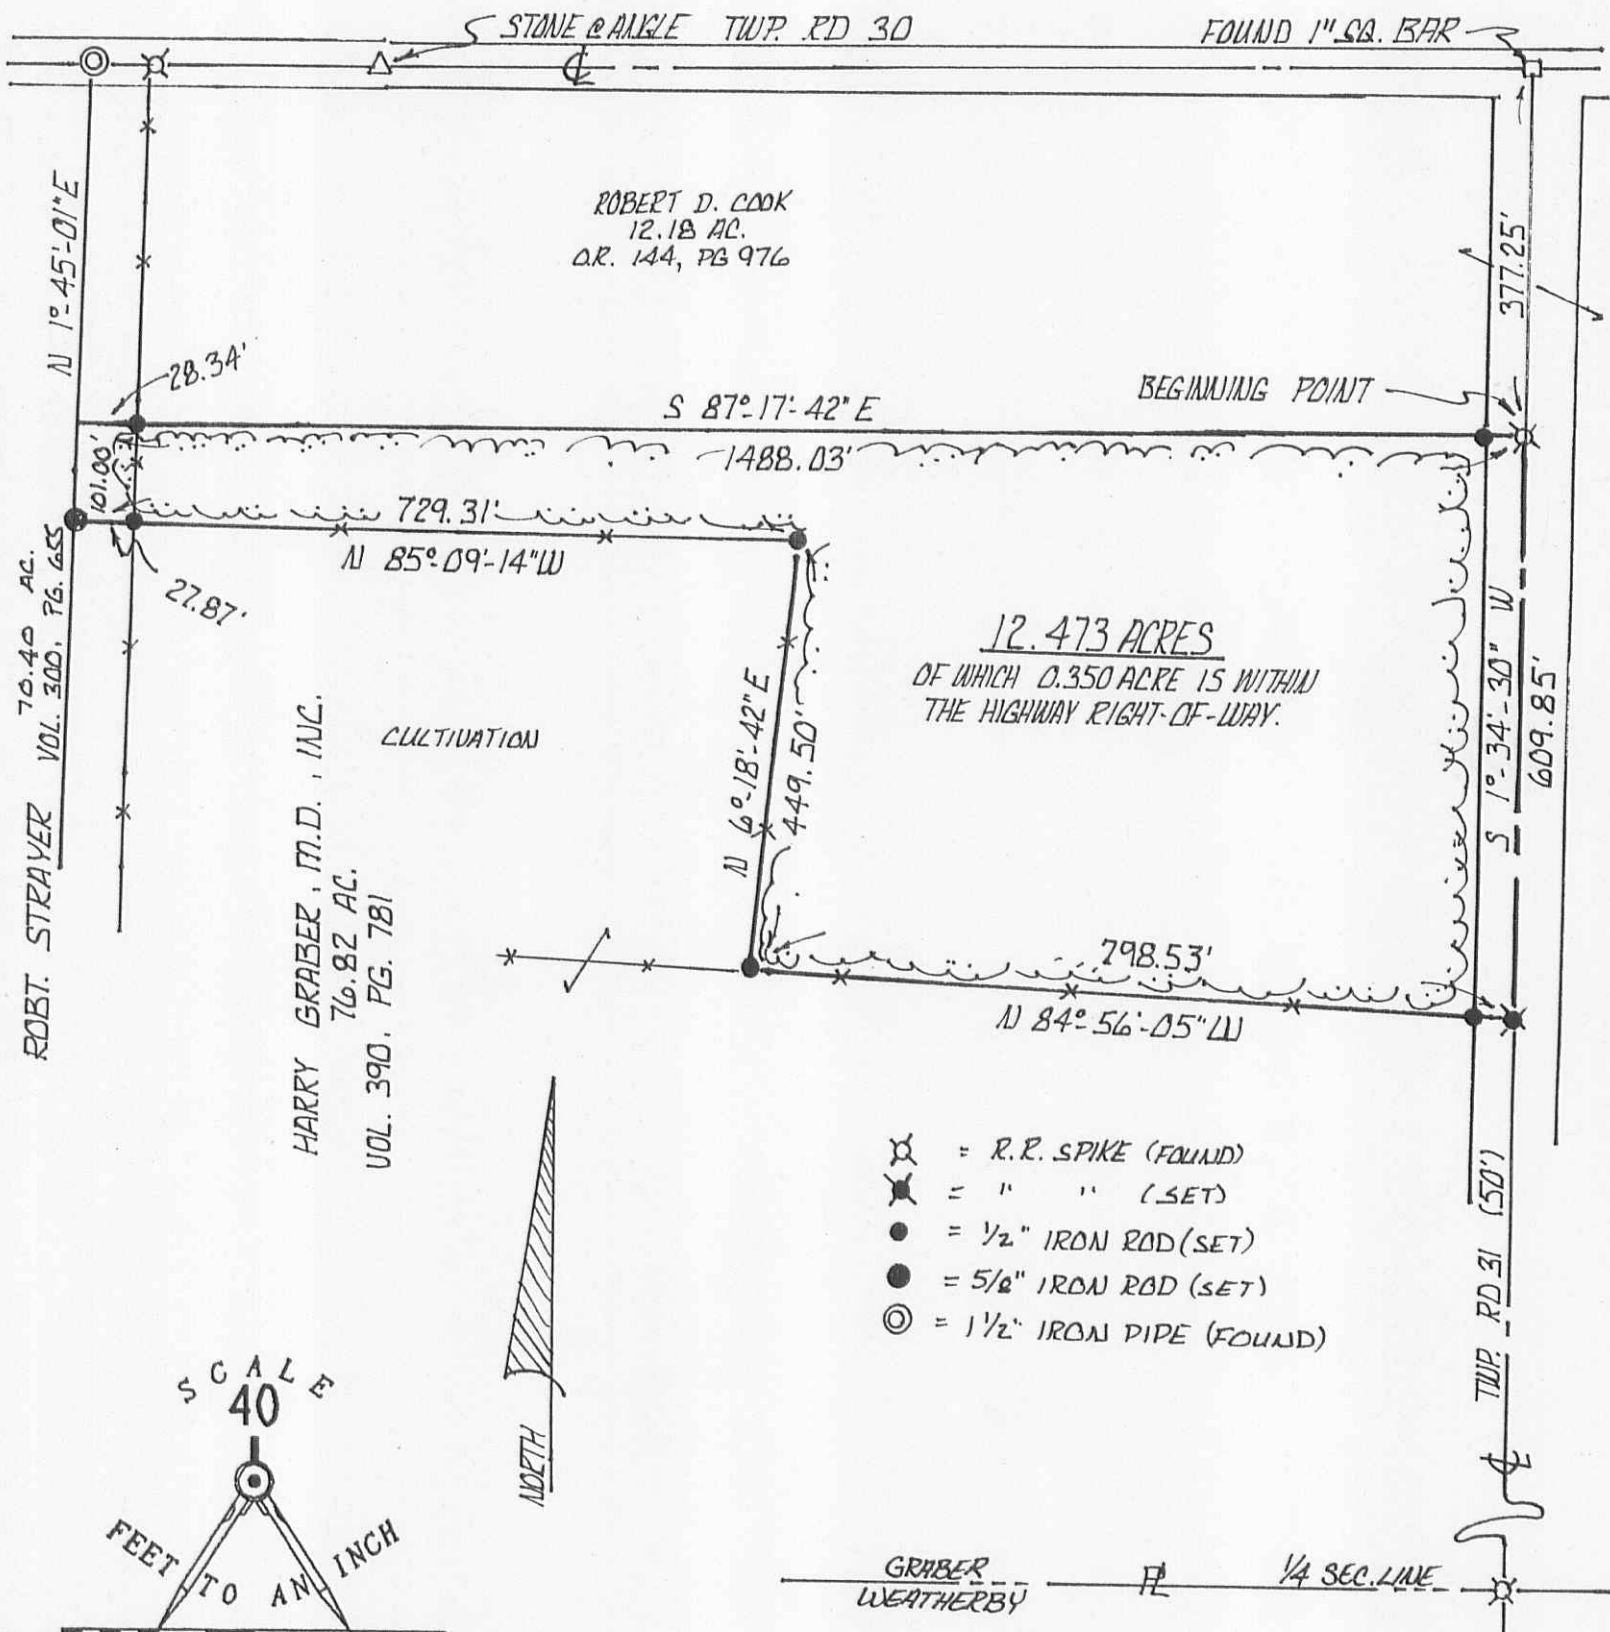 STONE @ ANGLE TWP. RD 30
FOUND 1" SQ. BAR
℄
N 1°-45'-01" E
ROBERT D. COOK
12.18 AC.
O.R. 144, PG 976
377.25'
28.34'
BEGINNING POINT
S 87°-17'-42" E
1488.03'
101.00'
729.31'
N 85°-09'-14" W
27.87'
ROBT. STRAYER
70.40 AC.
VOL. 300, PG. 655
12.473 ACRES
OF WHICH 0.350 ACRE IS WITHIN
THE HIGHWAY RIGHT-OF-WAY.
CULTIVATION
N 6°-18'-42" E
449.50'
S 1°-34'-30" W
609.85'
HARRY GRABER, M.D., INC.
76.82 AC.
VOL. 390, PG. 781
798.53'
N 84°-56'-05" W
= R.R. SPIKE (FOUND)
= " " (SET)
= 1/2" IRON ROD (SET)
= 5/8" IRON ROD (SET)
= 1 1/2" IRON PIPE (FOUND)
TWP. RD 31 (50')
℄
NORTH
SCALE
40
FEET TO AN INCH
GRABER
WEATHERBY
PL
1/4 SEC. LINE